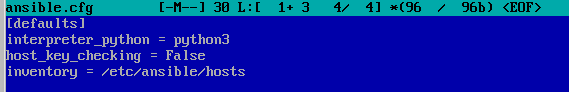 ansible.cfg [-M--] 30 L:[ 1+ 3 4/ 4] *(96 / 96b) <EOF>
[defaults]
interpreter_python = python3
host_key_checking = False
inventory = /etc/ansible/hosts